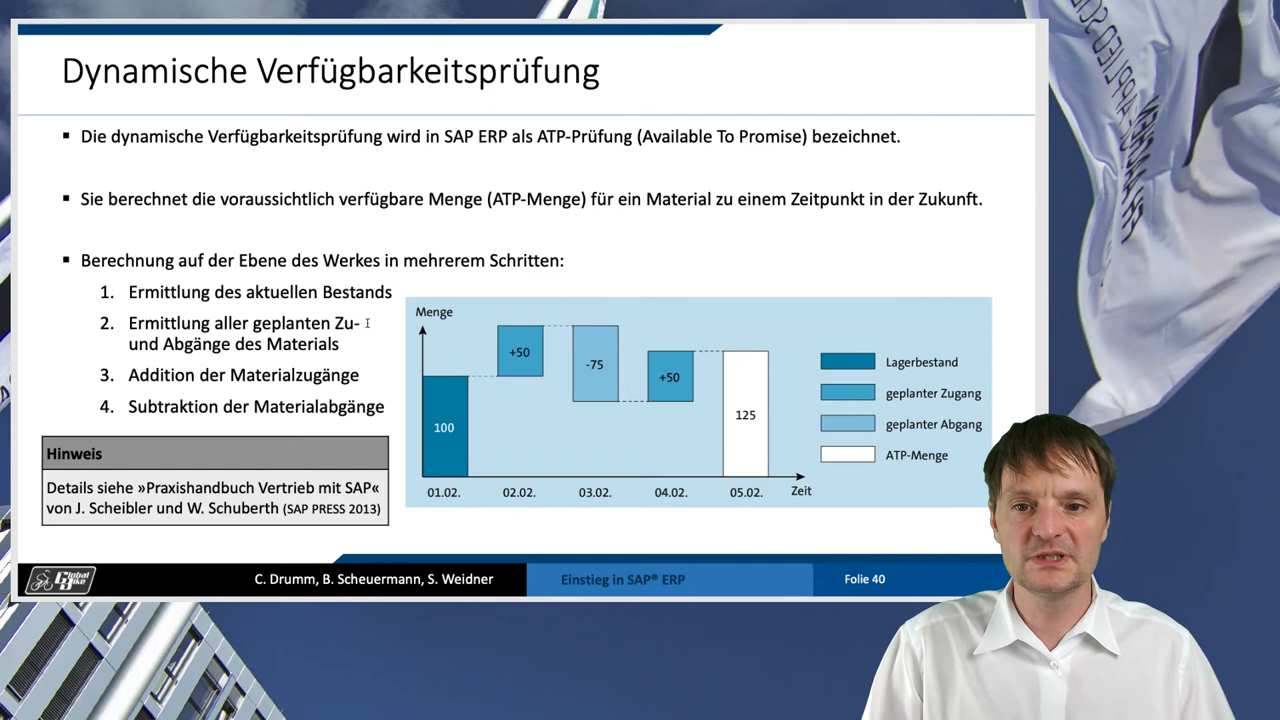 Dynamische Verfügbarkeitsprüfung
▪ Die dynamische Verfügbarkeitsprüfung wird in SAP ERP als ATP-Prüfung (Available To Promise) bezeichnet.
▪ Sie berechnet die voraussichtlich verfügbare Menge (ATP-Menge) für ein Material zu einem Zeitpunkt in der Zukunft.
▪ Berechnung auf der Ebene des Werkes in mehrerem Schritten:
1. Ermittlung des aktuellen Bestands
2. Ermittlung aller geplanten Zu-
und Abgänge des Materials
3. Addition der Materialzugänge
4. Subtraktion der Materialabgänge
Hinweis
Details siehe »Praxishandbuch Vertrieb mit SAP«
von J. Scheibler und W. Schuberth (SAP PRESS 2013)
Menge
100
+50
-75
+50
125
01.02. 02.02. 03.02. 04.02. 05.02. Zeit
Lagerbestand
geplanter Zugang
geplanter Abgang
ATP-Menge
Global
Bike
C. Drumm, B. Scheuermann, S. Weidner
Einstieg in SAP® ERP
Folie 40
FH AACHEN